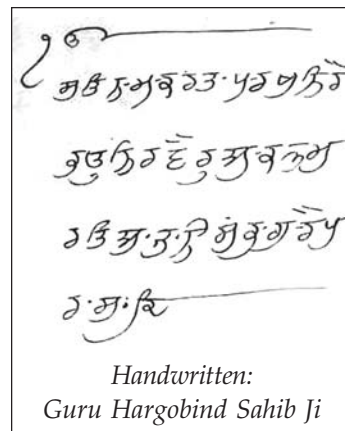 ੴ
ਸਤਿ ਨਾਮ ਕਰਤਾ ਪੁਰਖ ਨਿਰ
ਭਉ ਨਿਰਵੈਰੁ ਅਕਾਲ ਮੂ
ਰਤਿ ਅਜੂਨੀ
Handwritten:
Guru Hargobind Sahib Ji